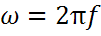 ω = 2πf